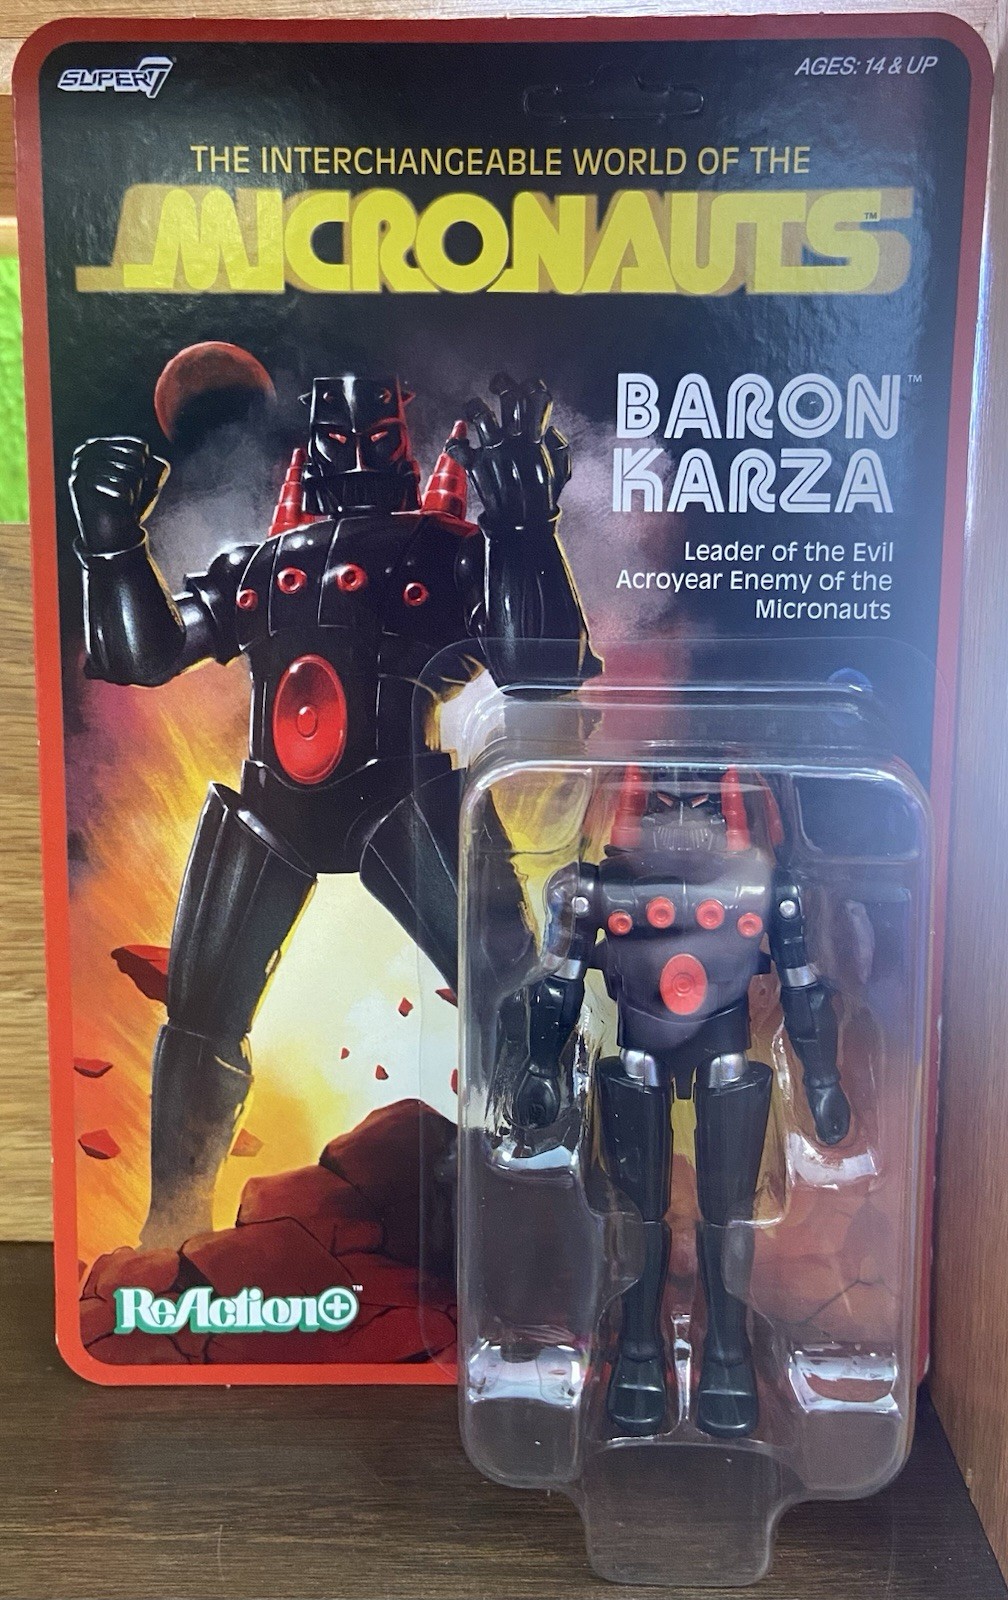 SUPER7
AGES: 14 & UP
THE INTERCHANGEABLE WORLD OF THE
MICRONAUTS™
BARON™
KARZA
Leader of the Evil
Acroyear Enemy of the
Micronauts
ReAction+™